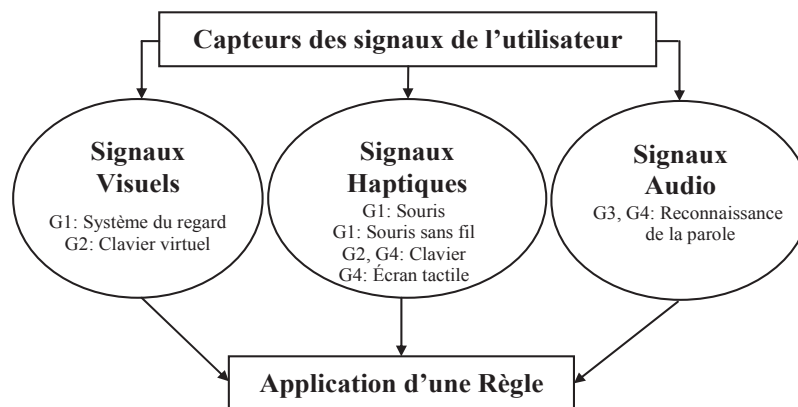 Capteurs des signaux de l’utilisateur
Signaux
Visuels
G1: Système du regard
G2: Clavier virtuel
Signaux
Haptiques
G1: Souris
G1: Souris sans fil
G2, G4: Clavier
G4: Écran tactile
Signaux
Audio
G3, G4: Reconnaissance
de la parole
Application d’une Règle